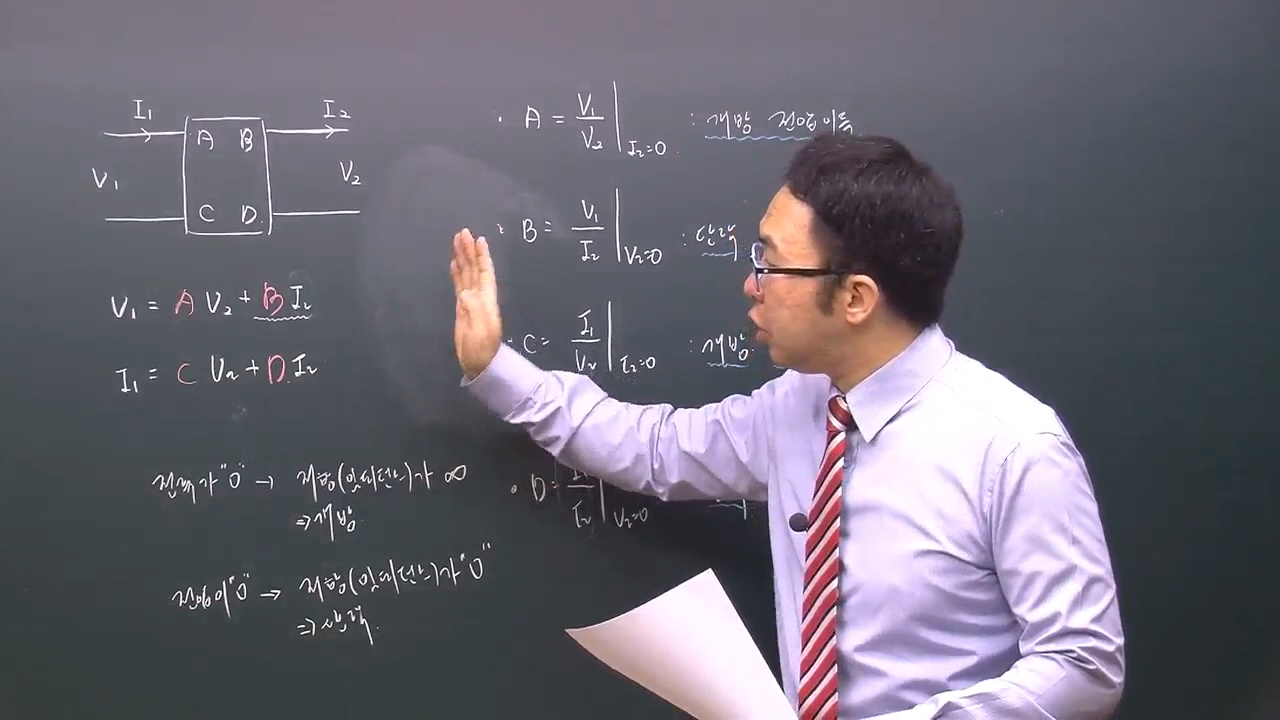 I₁
I₂
A B
V₁
V₂
C D
V₁ = A V₂ + B I₂
I₁ = C V₂ + D I₂
전류가 "0" → 저항(임피던스)가 ∞
⇒ 개방
전압이 "0" → 저항(임피던스)가 "0"
⇒ 단락
· A = V₁/V₂ | I₂=0 : 개방 전압이득
· B = V₁/I₂ | V₂=0 : 단락
· C = I₁/V₂ | I₂=0 : 개방
· D = I₁/I₂ | V₂=0